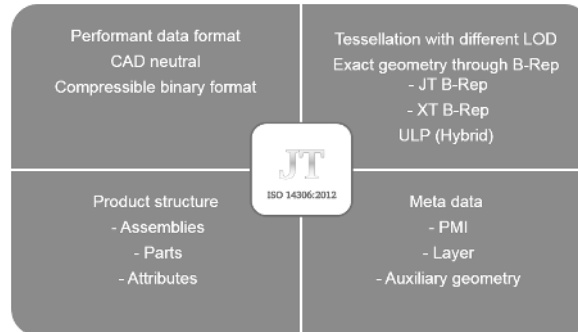 Performant data format
CAD neutral
Compressible binary format
Tessellation with different LOD
Exact geometry through B-Rep
- JT B-Rep
- XT B-Rep
ULP (Hybrid)
JT
ISO 14306:2012
Product structure
- Assemblies
- Parts
- Attributes
Meta data
- PMI
- Layer
- Auxiliary geometry